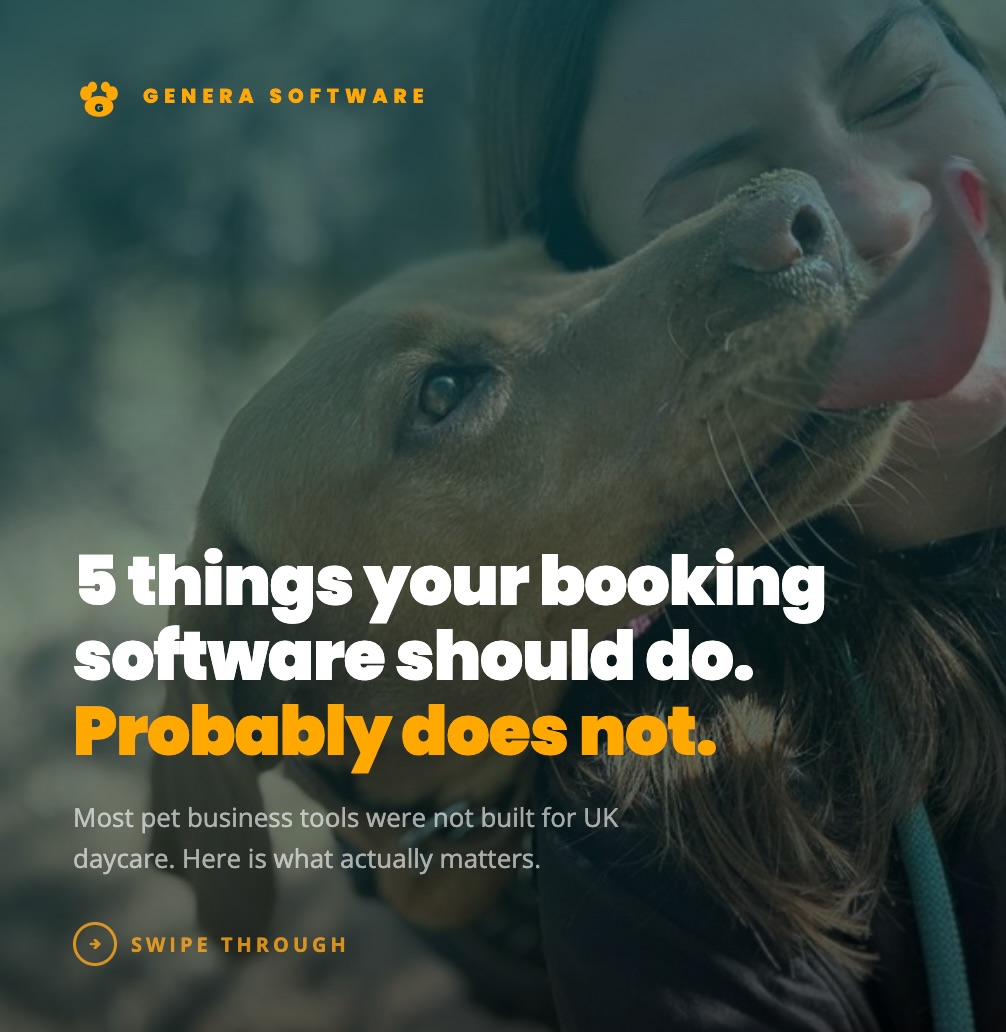 G
GENERA SOFTWARE
5 things your booking
software should do.
Probably does not.
Most pet business tools were not built for UK
daycare. Here is what actually matters.
SWIPE THROUGH